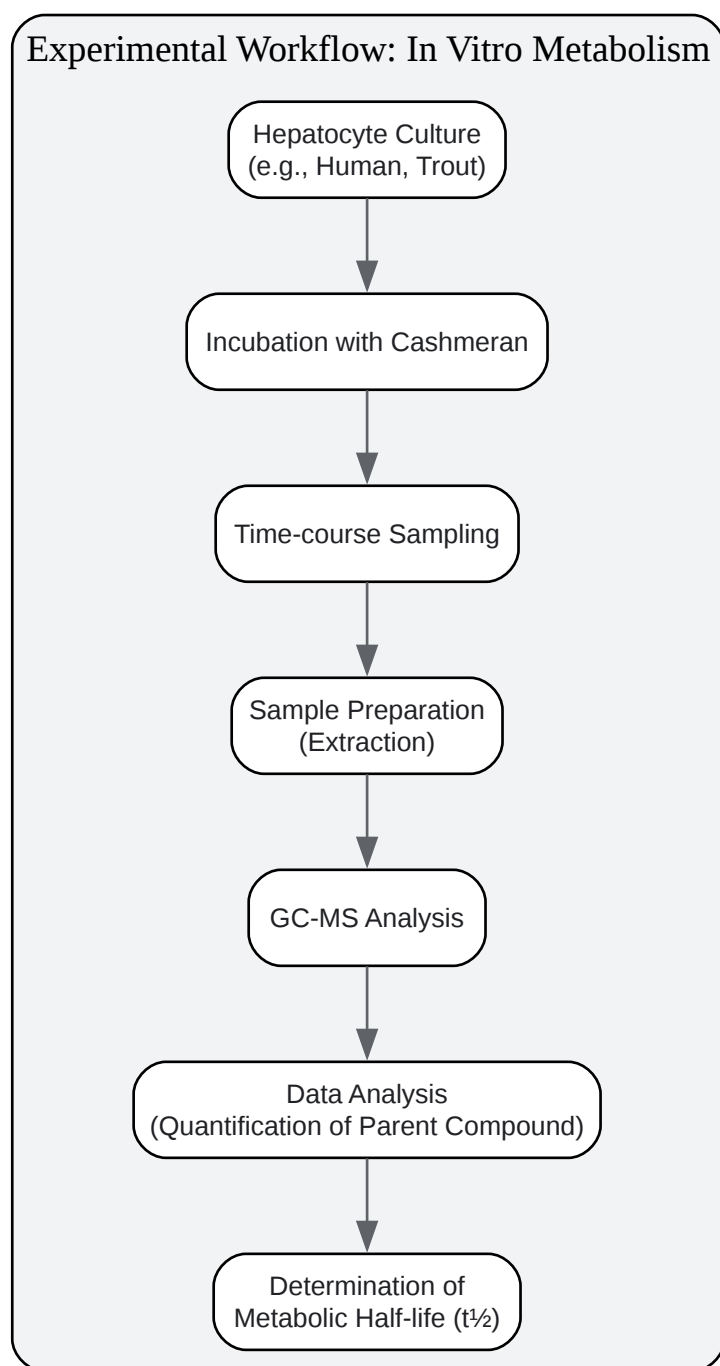 Experimental Workflow: In Vitro Metabolism
Hepatocyte Culture
(e.g., Human, Trout)
Incubation with Cashmeran
Time-course Sampling
Sample Preparation
(Extraction)
GC-MS Analysis
Data Analysis
(Quantification of Parent Compound)
Determination of
Metabolic Half-life (t½)